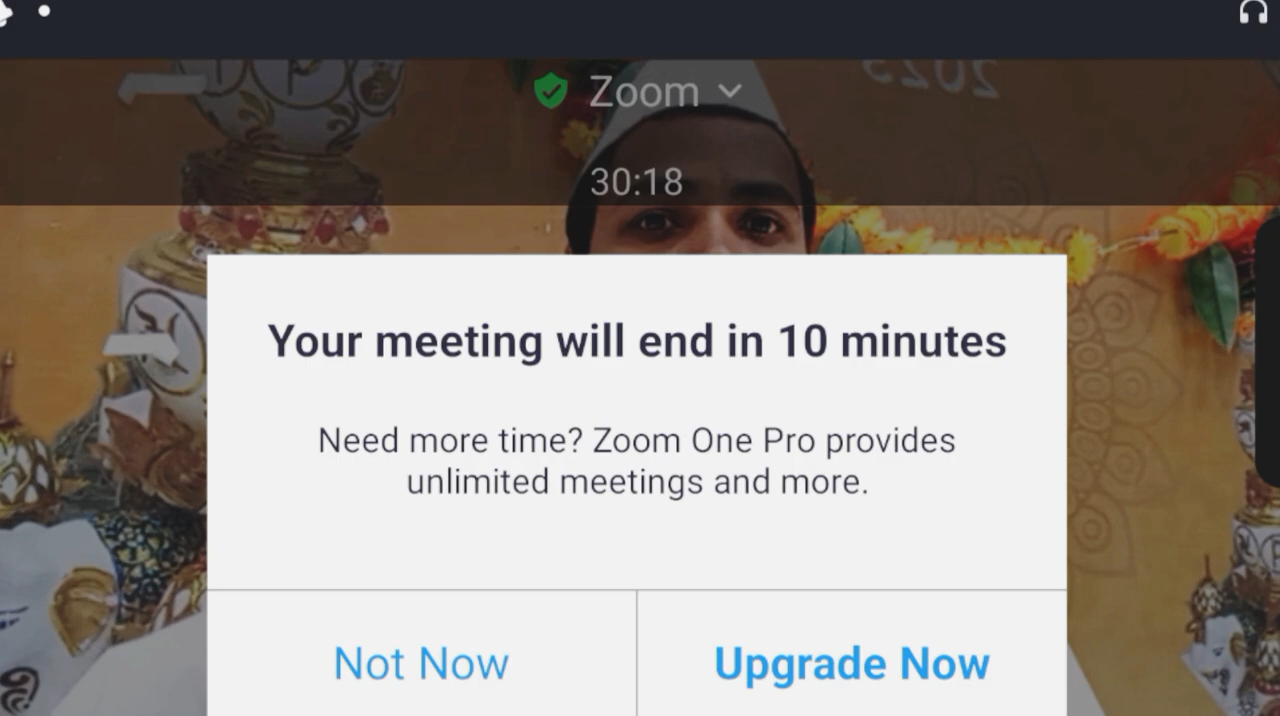 Zoom
2023
30:18
Your meeting will end in 10 minutes
Need more time? Zoom One Pro provides
unlimited meetings and more.
Not Now
Upgrade Now